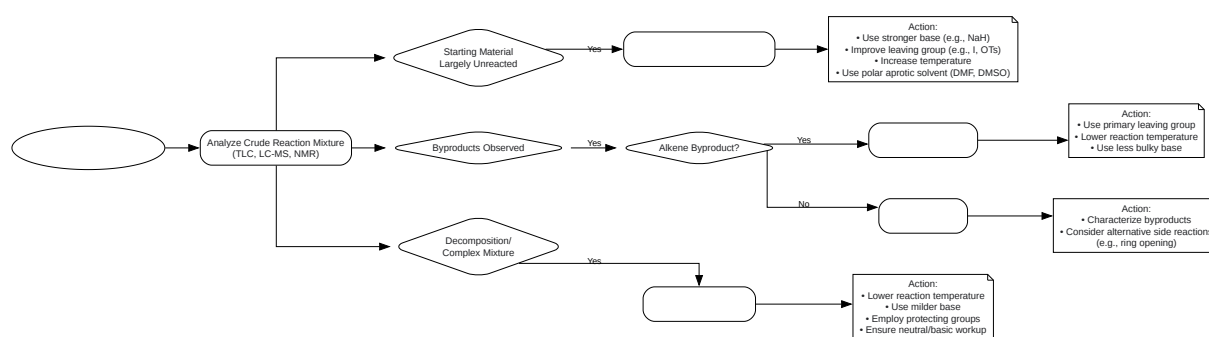 Starting Material
Largely Unreacted
Yes
Action:
• Use stronger base (e.g., NaH)
• Improve leaving group (e.g., I, OTs)
• Increase temperature
• Use polar aprotic solvent (DMF, DMSO)
Analyze Crude Reaction Mixture
(TLC, LC-MS, NMR)
Byproducts Observed
Yes
Alkene Byproduct?
Yes
Action:
• Use primary leaving group
• Lower reaction temperature
• Use less bulky base
No
Action:
• Characterize byproducts
• Consider alternative side reactions
(e.g., ring opening)
Decomposition/
Complex Mixture
Yes
Action:
• Lower reaction temperature
• Use milder base
• Employ protecting groups
• Ensure neutral/basic workup